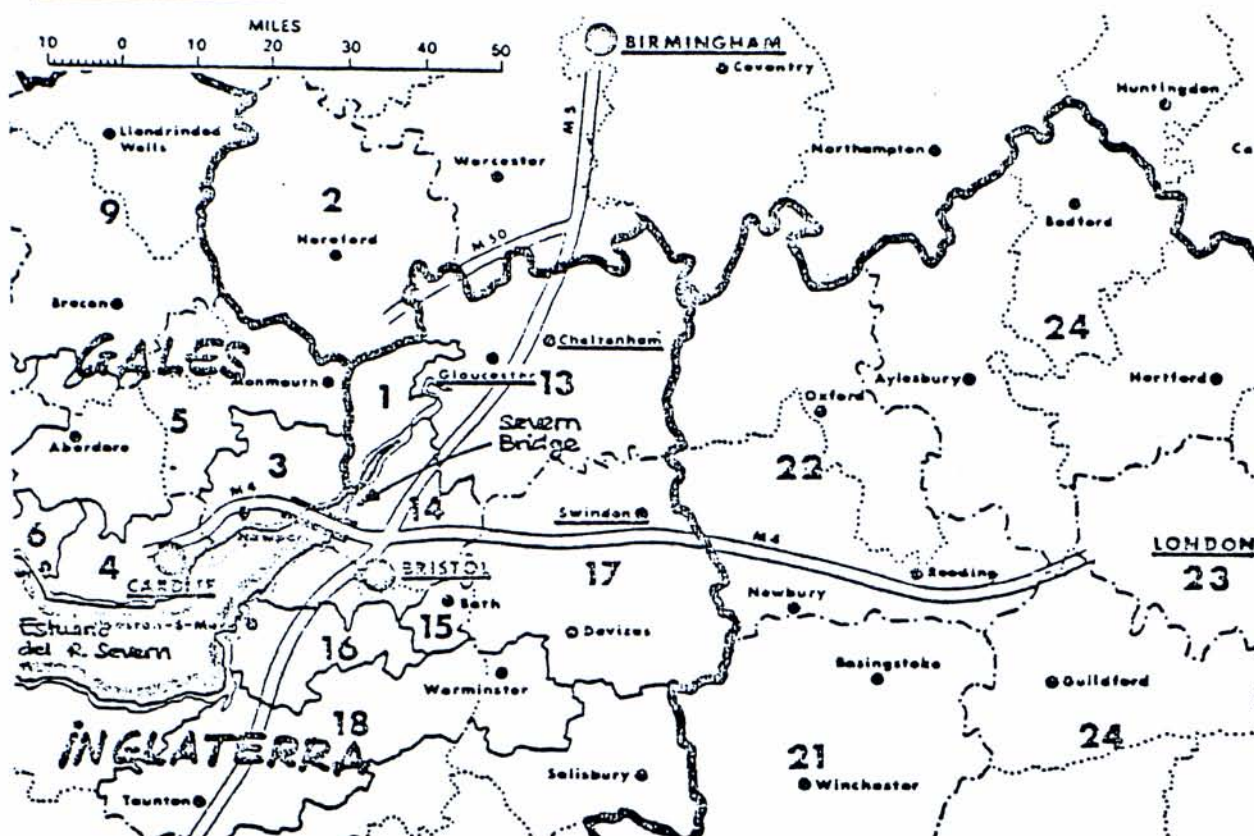 MILES
10 0 10 20 30 40 50
BIRMINGHAM
Coventry
Huntingdon
M5
Llandrindod
Wells
Worcester
Northampton
Ca
2
9
Bedford
Hereford
M50
Brecon
24
Cheltenham
GALES
Gloucester
13
Monmouth
1
Aylesbury
Hertford
5
Oxford
Severn
Bridge
Aberdare
3
22
M4
14
Swindon
6
M4
LONDON
4
BRISTOL
17
Reading
23
CARDIFF
Newbury
Bath
Estuario
del R. Severn
15
Devizes
16
Basingstoke
Warminster
Guildford
18
24
INGLATERRA
21
Salisbury
Winchester
Taunton